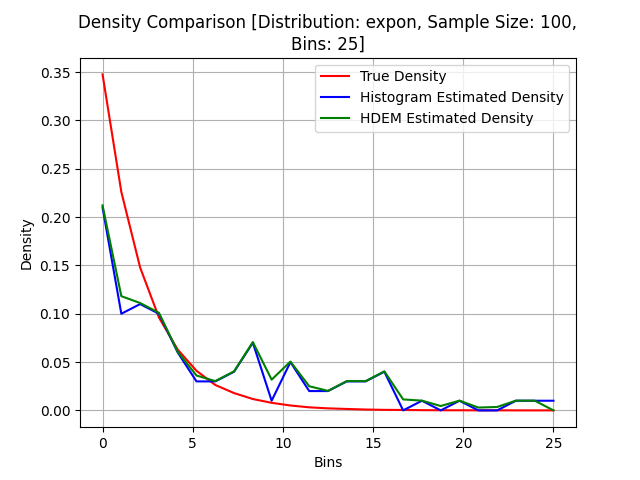 Density Comparison [Distribution: expon, Sample Size: 100,
Bins: 25]
True Density
Histogram Estimated Density
HDEM Estimated Density
Density
0.35
0.30
0.25
0.20
0.15
0.10
0.05
0.00
0 5 10 15 20 25
Bins